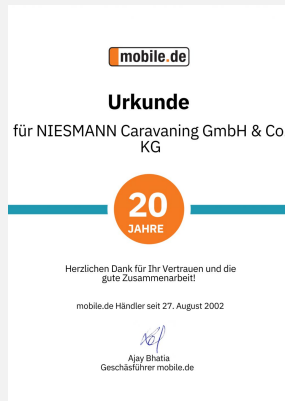 mobile.de
Urkunde
für NIESMANN Caravaning GmbH & Co
KG
20
JAHRE
Herzlichen Dank für Ihr Vertrauen und die
gute Zusammenarbeit!
mobile.de Händler seit 27. August 2002
Ajay Bhatia
Geschäsführer mobile.de